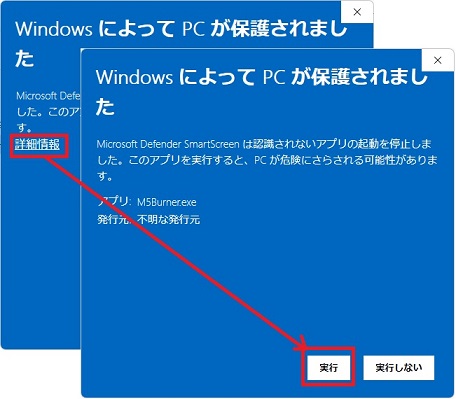 Windows によって PC が保護されまし
た
Microsoft Defe
した。このア
す。
詳細情報
Windows によって PC が保護されまし
た
Microsoft Defender SmartScreen は認識されないアプリの起動を停止し
ました。このアプリを実行すると、PC が危険にさらされる可能性がありま
す。
アプリ: M5Burner.exe
発行元: 不明な発行元
実行
実行しない